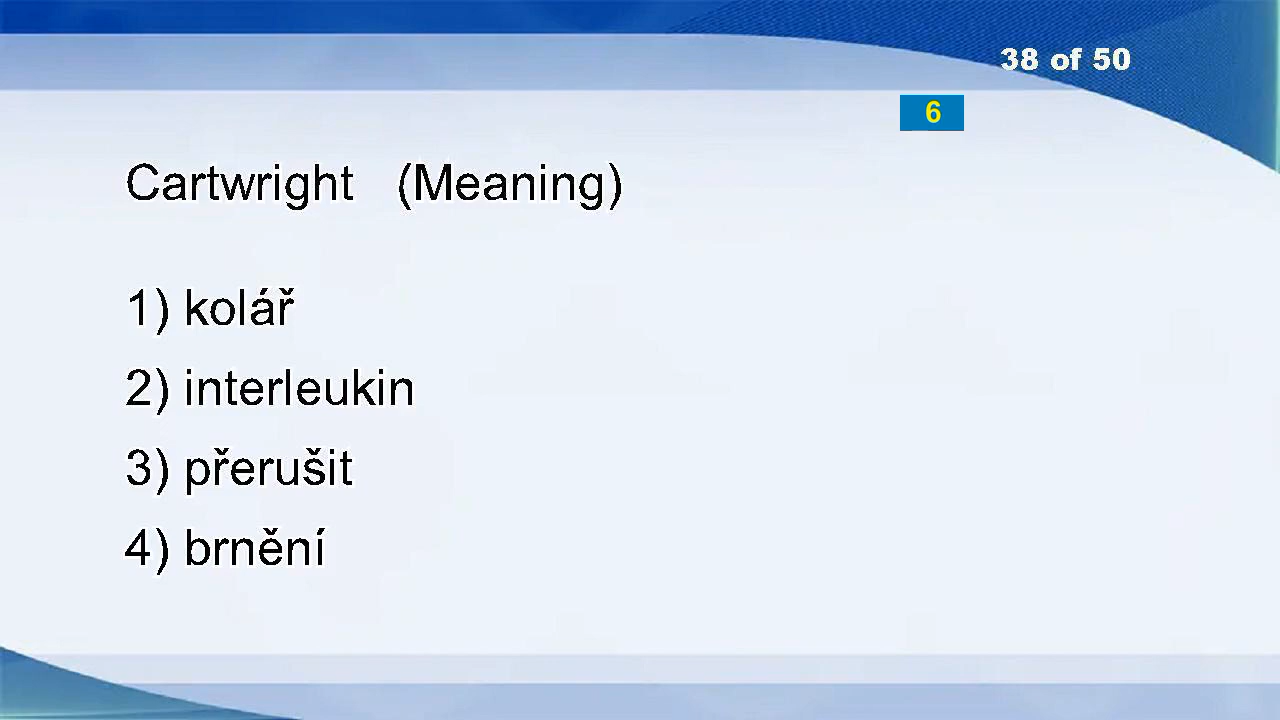 38 of 50
6
Cartwright (Meaning)
1) kolář
2) interleukin
3) přerušit
4) brnění